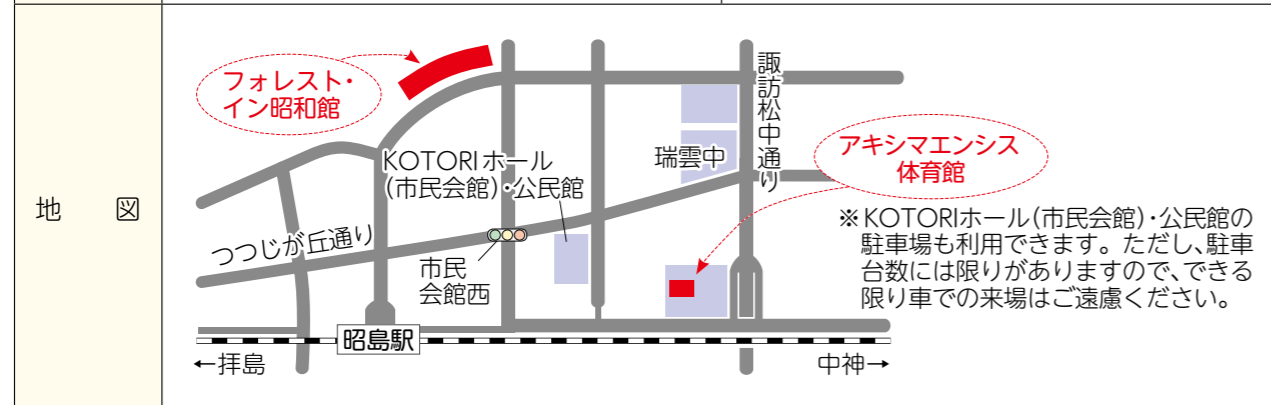 地 図
フォレスト・
イン昭和館
諏訪松中通り
KOTORIホール
(市民会館)・公民館
瑞雲中
アキシマエンシス
体育館
つつじが丘通り
市民
会館西
※KOTORIホール(市民会館)・公民館の
駐車場も利用できます。ただし、駐車
台数には限りがありますので、できる
限り車での来場はご遠慮ください。
昭島駅
←拝島
中神→